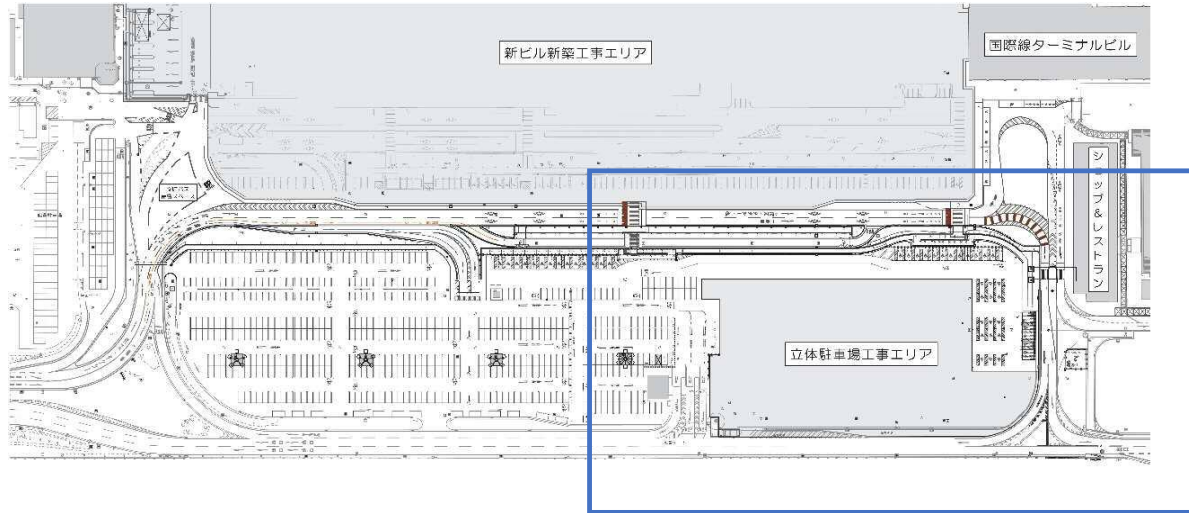 新ビル新築工事エリア
国際線ターミナルビル
ショップ&レストラン
立体駐車場工事エリア